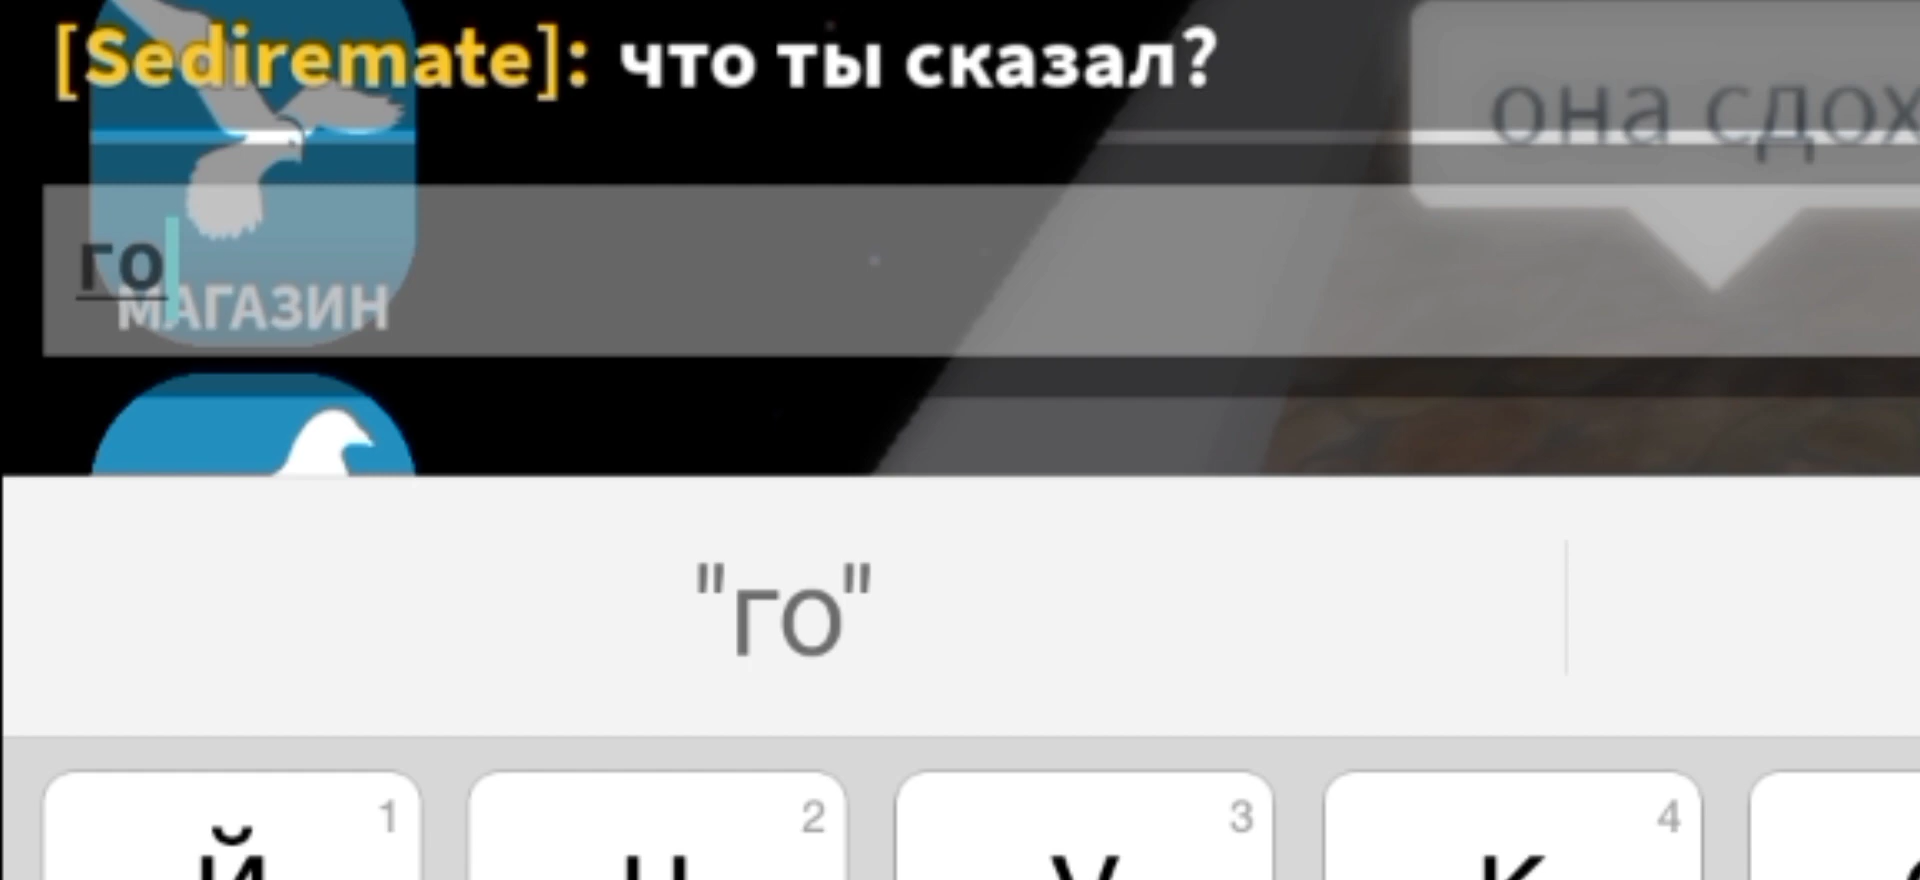 [Sediremate]: что ты сказал?
она сдох
го
МАГАЗИН
"го"
1 2 3 4
Й У К